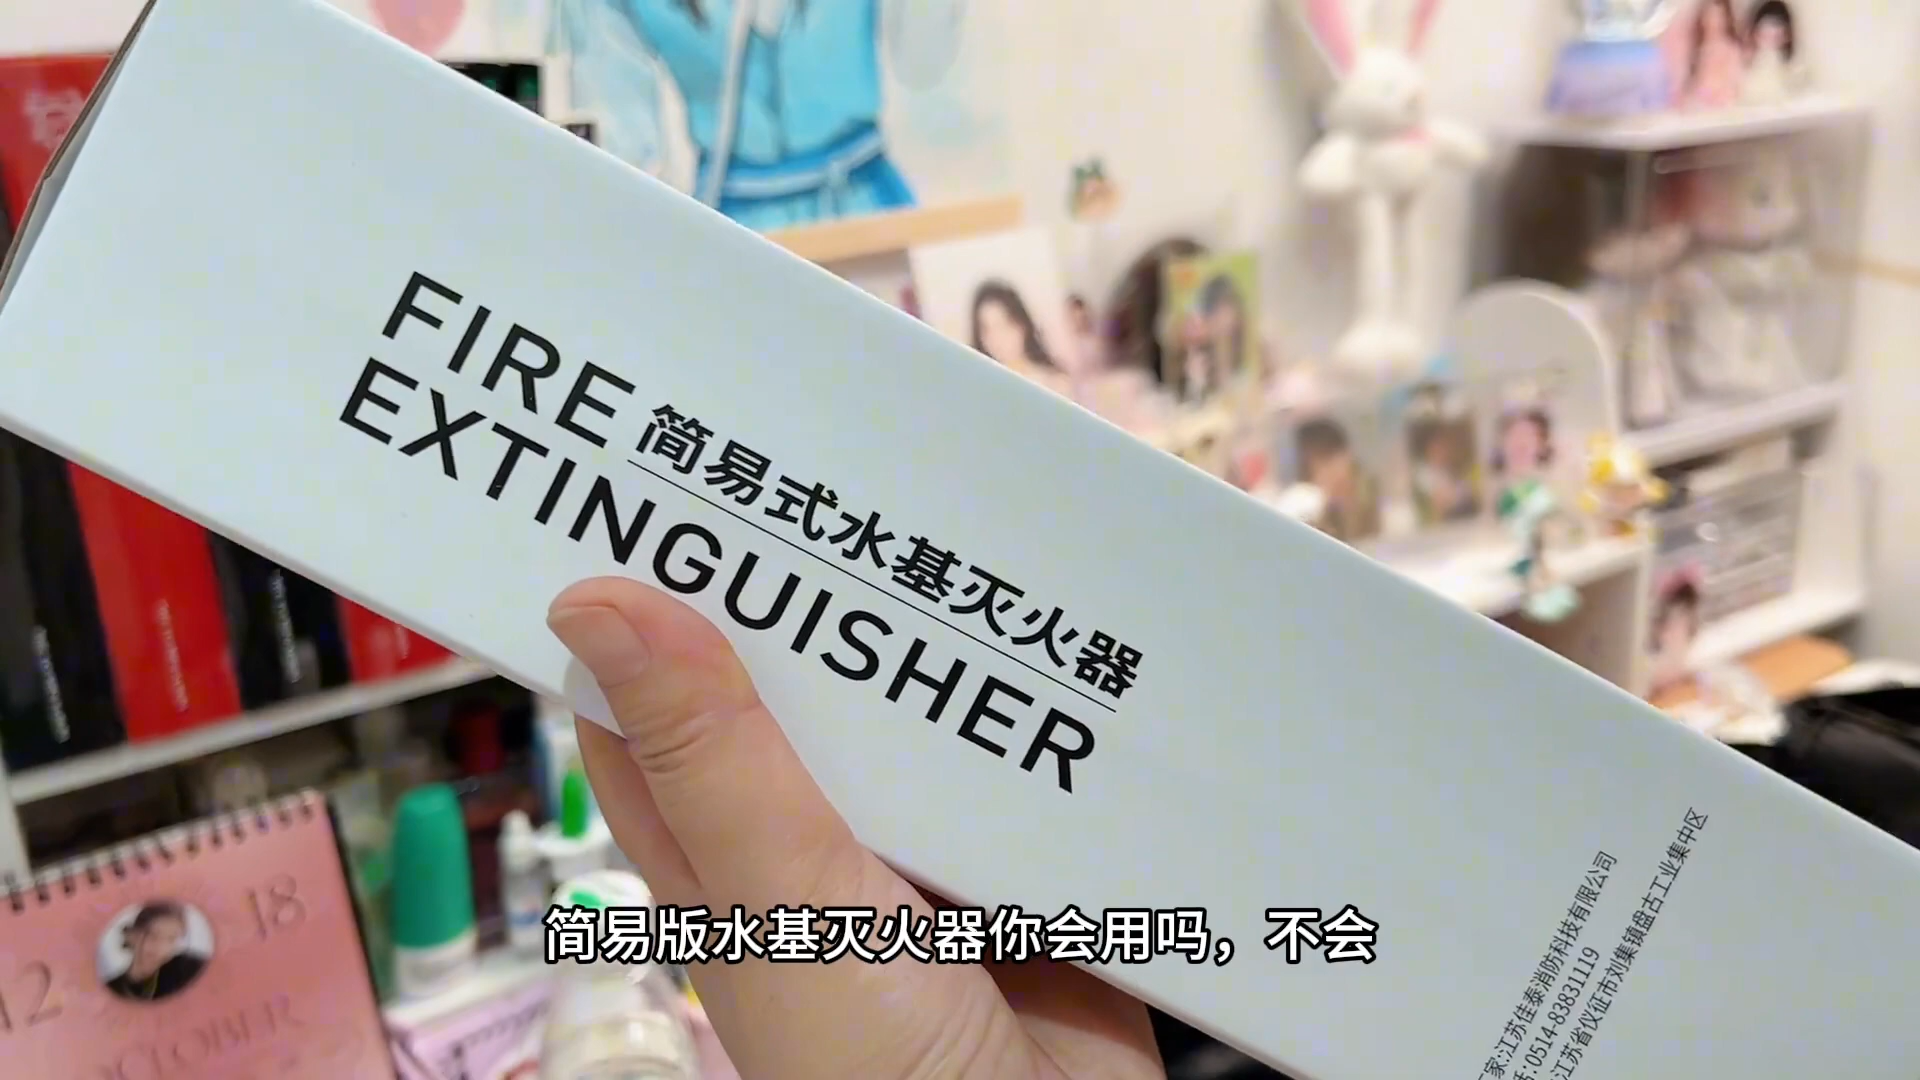 FIRE
简易式水基灭火器
EXTINGUISHER
家:江苏佳泰消防科技有限公司
:0514-83831119
江苏省仪征市刘集镇盘古工业集中区
18
12
OCTOBER
简易版水基灭火器你会用吗，不会